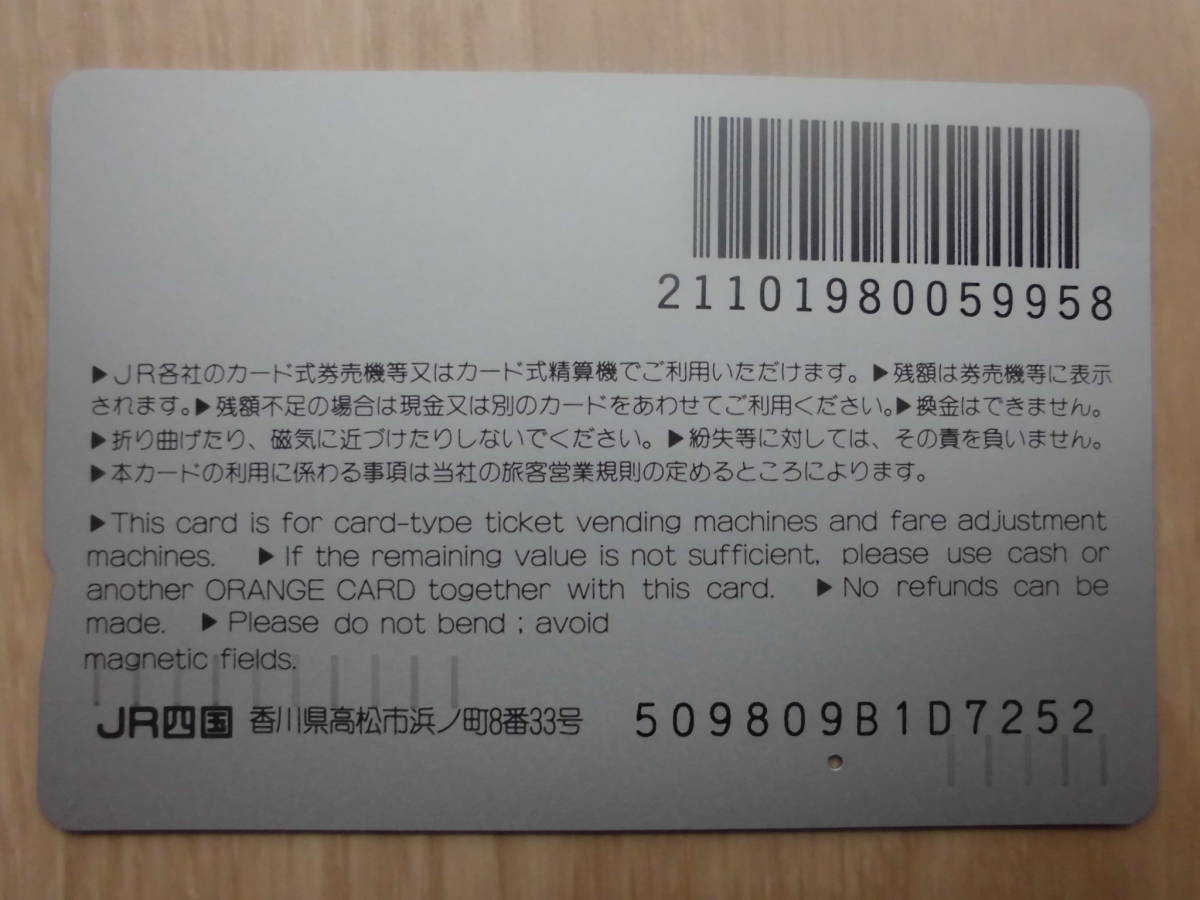 21101980059958
▶JR各社のカード式券売機等又はカード式精算機でご利用いただけます。▶残額は券売機等に表示
されます。▶残額不足の場合は現金又は別のカードをあわせてご利用ください。▶換金はできません。
▶折り曲げたり、磁気に近づけたりしないでください。▶紛失等に対しては、その責を負いません。
▶本カードの利用に係わる事項は当社の旅客営業規則の定めるところによります。
▶This card is for card-type ticket vending machines and fare adjustment
machines. ▶If the remaining value is not sufficient, please use cash or
another ORANGE CARD together with this card. ▶No refunds can be
made. ▶Please do not bend ; avoid
magnetic fields.
JR四国 香川県高松市浜ノ町8番33号 509809B1D7252